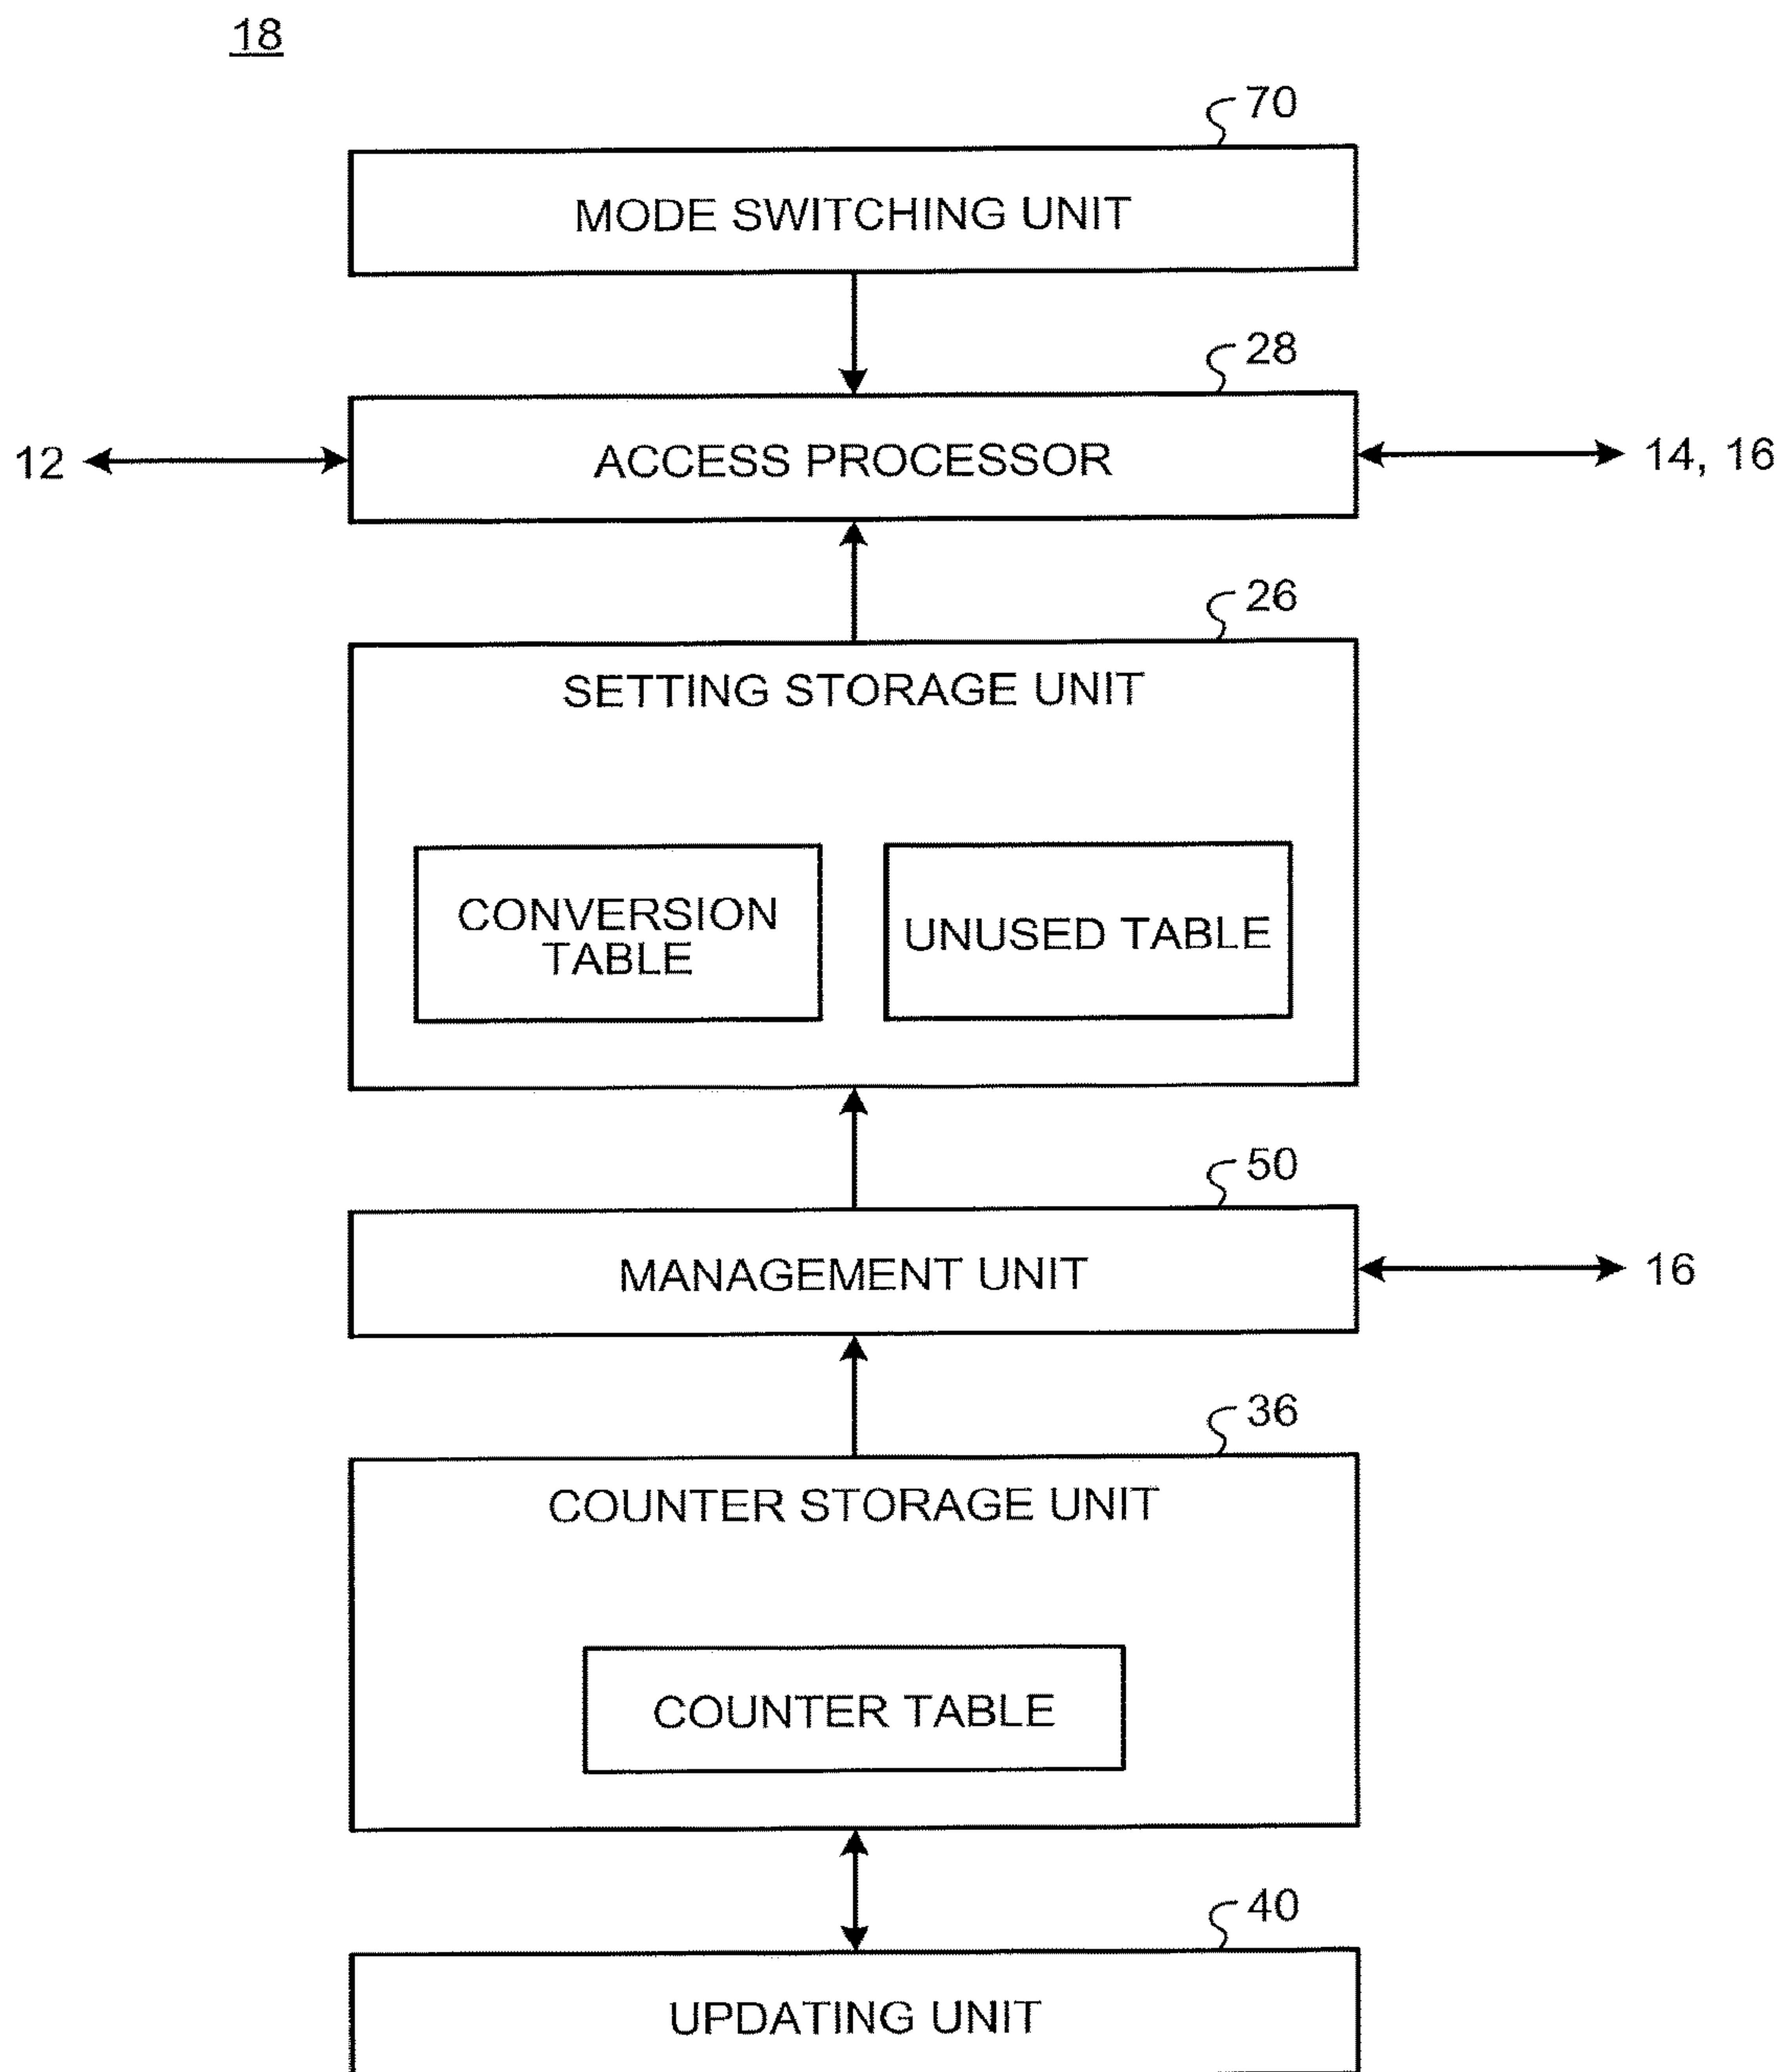 18
70
MODE SWITCHING UNIT
28
12
ACCESS PROCESSOR
14, 16
26
SETTING STORAGE UNIT
CONVERSION
TABLE
UNUSED TABLE
50
MANAGEMENT UNIT
16
36
COUNTER STORAGE UNIT
COUNTER TABLE
40
UPDATING UNIT